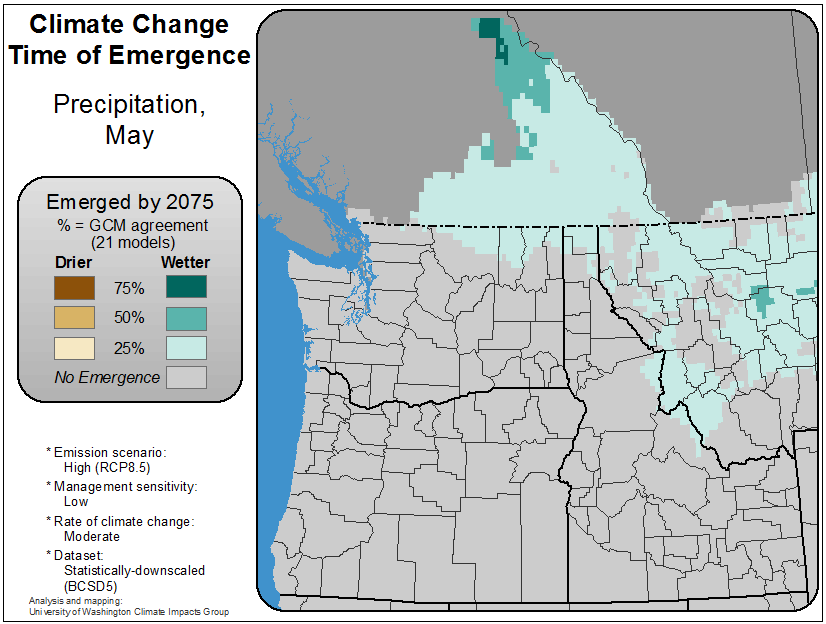 Climate Change
Time of Emergence
Precipitation,
May
Emerged by 2075
% = GCM agreement
(21 models)
Drier Wetter
75%
50%
25%
No Emergence
* Emission scenario:
High (RCP8.5)
* Management sensitivity:
Low
* Rate of climate change:
Moderate
* Dataset:
Statistically-downscaled
(BCSD5)
Analysis and mapping:
University of Washington Climate Impacts Group